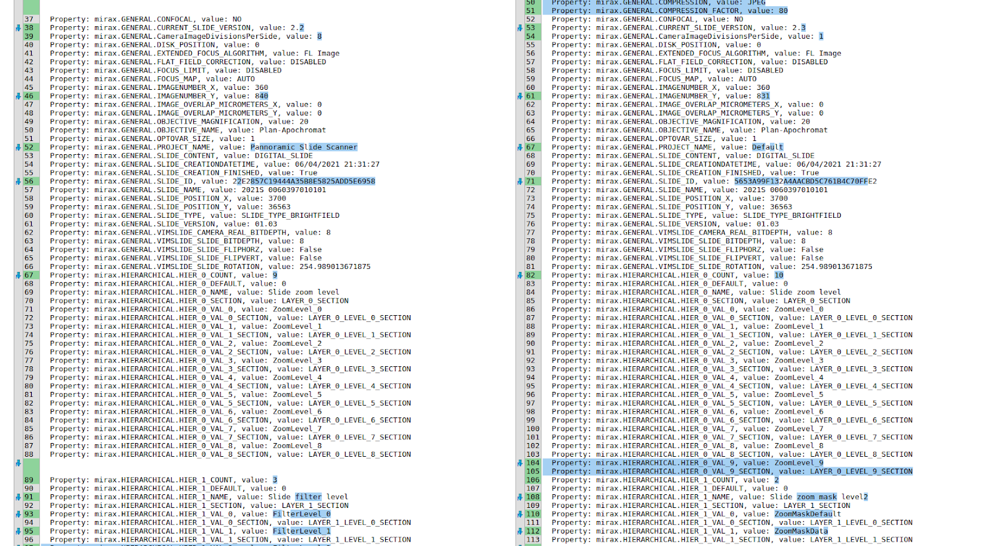 37 Property: mirax.GENERAL.CONFOCAL, value: NO
38 Property: mirax.GENERAL.CURRENT_SLIDE_VERSION, value: 2.2
39 Property: mirax.GENERAL.CameraImageDivisionsPerSide, value: 8
40 Property: mirax.GENERAL.DISK_POSITION, value: 0
41 Property: mirax.GENERAL.EXTENDED_FOCUS_ALGORITHM, value: FL Image
42 Property: mirax.GENERAL.FLAT_FIELD_CORRECTION, value: DISABLED
43 Property: mirax.GENERAL.FOCUS_LIMIT, value: DISABLED
44 Property: mirax.GENERAL.FOCUS_MAP, value: AUTO
45 Property: mirax.GENERAL.IMAGENUMBER_X, value: 360
46 Property: mirax.GENERAL.IMAGENUMBER_Y, value: 840
47 Property: mirax.GENERAL.IMAGE_OVERLAP_MICROMETERS_X, value: 0
48 Property: mirax.GENERAL.IMAGE_OVERLAP_MICROMETERS_Y, value: 0
49 Property: mirax.GENERAL.OBJECTIVE_MAGNIFICATION, value: 20
50 Property: mirax.GENERAL.OBJECTIVE_NAME, value: Plan-Apochromat
51 Property: mirax.GENERAL.OPTOVAR_SIZE, value: 1
52 Property: mirax.GENERAL.PROJECT_NAME, value: Pannoramic Slide Scanner
53 Property: mirax.GENERAL.SLIDE_CONTENT, value: DIGITAL_SLIDE
54 Property: mirax.GENERAL.SLIDE_CREATIONDATETIME, value: 06/04/2021 21:31:27
55 Property: mirax.GENERAL.SLIDE_CREATION_FINISHED, value: True
56 Property: mirax.GENERAL.SLIDE_ID, value: 22E2857C19444A35B8E5825ADD5E6958
57 Property: mirax.GENERAL.SLIDE_NAME, value: 2021S 0060397010101
58 Property: mirax.GENERAL.SLIDE_POSITION_X, value: 3700
59 Property: mirax.GENERAL.SLIDE_POSITION_Y, value: 36563
60 Property: mirax.GENERAL.SLIDE_TYPE, value: SLIDE_TYPE_BRIGHTFIELD
61 Property: mirax.GENERAL.SLIDE_VERSION, value: 01.03
62 Property: mirax.GENERAL.VIMSLIDE_CAMERA_REAL_BITDEPTH, value: 8
63 Property: mirax.GENERAL.VIMSLIDE_SLIDE_BITDEPTH, value: 8
64 Property: mirax.GENERAL.VIMSLIDE_SLIDE_FLIPHORZ, value: False
65 Property: mirax.GENERAL.VIMSLIDE_SLIDE_FLIPVERT, value: False
66 Property: mirax.GENERAL.VIMSLIDE_SLIDE_ROTATION, value: 254.989013671875
67 Property: mirax.HIERARCHICAL.HIER_0_COUNT, value: 9
68 Property: mirax.HIERARCHICAL.HIER_0_DEFAULT, value: 0
69 Property: mirax.HIERARCHICAL.HIER_0_NAME, value: Slide zoom level
70 Property: mirax.HIERARCHICAL.HIER_0_SECTION, value: LAYER_0_SECTION
71 Property: mirax.HIERARCHICAL.HIER_0_VAL_0, value: ZoomLevel_0
72 Property: mirax.HIERARCHICAL.HIER_0_VAL_0_SECTION, value: LAYER_0_LEVEL_0_SECTION
73 Property: mirax.HIERARCHICAL.HIER_0_VAL_1, value: ZoomLevel_1
74 Property: mirax.HIERARCHICAL.HIER_0_VAL_1_SECTION, value: LAYER_0_LEVEL_1_SECTION
75 Property: mirax.HIERARCHICAL.HIER_0_VAL_2, value: ZoomLevel_2
76 Property: mirax.HIERARCHICAL.HIER_0_VAL_2_SECTION, value: LAYER_0_LEVEL_2_SECTION
77 Property: mirax.HIERARCHICAL.HIER_0_VAL_3, value: ZoomLevel_3
78 Property: mirax.HIERARCHICAL.HIER_0_VAL_3_SECTION, value: LAYER_0_LEVEL_3_SECTION
79 Property: mirax.HIERARCHICAL.HIER_0_VAL_4, value: ZoomLevel_4
80 Property: mirax.HIERARCHICAL.HIER_0_VAL_4_SECTION, value: LAYER_0_LEVEL_4_SECTION
81 Property: mirax.HIERARCHICAL.HIER_0_VAL_5, value: ZoomLevel_5
82 Property: mirax.HIERARCHICAL.HIER_0_VAL_5_SECTION, value: LAYER_0_LEVEL_5_SECTION
83 Property: mirax.HIERARCHICAL.HIER_0_VAL_6, value: ZoomLevel_6
84 Property: mirax.HIERARCHICAL.HIER_0_VAL_6_SECTION, value: LAYER_0_LEVEL_6_SECTION
85 Property: mirax.HIERARCHICAL.HIER_0_VAL_7, value: ZoomLevel_7
86 Property: mirax.HIERARCHICAL.HIER_0_VAL_7_SECTION, value: LAYER_0_LEVEL_7_SECTION
87 Property: mirax.HIERARCHICAL.HIER_0_VAL_8, value: ZoomLevel_8
88 Property: mirax.HIERARCHICAL.HIER_0_VAL_8_SECTION, value: LAYER_0_LEVEL_8_SECTION
89 Property: mirax.HIERARCHICAL.HIER_1_COUNT, value: 3
90 Property: mirax.HIERARCHICAL.HIER_1_DEFAULT, value: 0
91 Property: mirax.HIERARCHICAL.HIER_1_NAME, value: Slide filter level
92 Property: mirax.HIERARCHICAL.HIER_1_SECTION, value: LAYER_1_SECTION
93 Property: mirax.HIERARCHICAL.HIER_1_VAL_0, value: FilterLevel_0
94 Property: mirax.HIERARCHICAL.HIER_1_VAL_0_SECTION, value: LAYER_1_LEVEL_0_SECTION
95 Property: mirax.HIERARCHICAL.HIER_1_VAL_1, value: FilterLevel_1
96 Property: mirax.HIERARCHICAL.HIER_1_VAL_1_SECTION, value: LAYER_1_LEVEL_1_SECTION
50 Property: mirax.GENERAL.COMPRESSION, value: JPEG
51 Property: mirax.GENERAL.COMPRESSION_FACTOR, value: 80
52 Property: mirax.GENERAL.CONFOCAL, value: NO
53 Property: mirax.GENERAL.CURRENT_SLIDE_VERSION, value: 2.3
54 Property: mirax.GENERAL.CameraImageDivisionsPerSide, value: 1
55 Property: mirax.GENERAL.DISK_POSITION, value: 0
56 Property: mirax.GENERAL.EXTENDED_FOCUS_ALGORITHM, value: FL Image
57 Property: mirax.GENERAL.FLAT_FIELD_CORRECTION, value: DISABLED
58 Property: mirax.GENERAL.FOCUS_LIMIT, value: DISABLED
59 Property: mirax.GENERAL.FOCUS_MAP, value: AUTO
60 Property: mirax.GENERAL.IMAGENUMBER_X, value: 360
61 Property: mirax.GENERAL.IMAGENUMBER_Y, value: 831
62 Property: mirax.GENERAL.IMAGE_OVERLAP_MICROMETERS_X, value: 0
63 Property: mirax.GENERAL.IMAGE_OVERLAP_MICROMETERS_Y, value: 0
64 Property: mirax.GENERAL.OBJECTIVE_MAGNIFICATION, value: 20
65 Property: mirax.GENERAL.OBJECTIVE_NAME, value: Plan-Apochromat
66 Property: mirax.GENERAL.OPTOVAR_SIZE, value: 1
67 Property: mirax.GENERAL.PROJECT_NAME, value: Default
68 Property: mirax.GENERAL.SLIDE_CONTENT, value: DIGITAL_SLIDE
69 Property: mirax.GENERAL.SLIDE_CREATIONDATETIME, value: 06/04/2021 21:31:27
70 Property: mirax.GENERAL.SLIDE_CREATION_FINISHED, value: True
71 Property: mirax.GENERAL.SLIDE_ID, value: 5653A99F132A4AACBD5C761B4C70FFE2
72 Property: mirax.GENERAL.SLIDE_NAME, value: 2021S 0060397010101
73 Property: mirax.GENERAL.SLIDE_POSITION_X, value: 3700
74 Property: mirax.GENERAL.SLIDE_POSITION_Y, value: 36563
75 Property: mirax.GENERAL.SLIDE_TYPE, value: SLIDE_TYPE_BRIGHTFIELD
76 Property: mirax.GENERAL.SLIDE_VERSION, value: 01.03
77 Property: mirax.GENERAL.VIMSLIDE_CAMERA_REAL_BITDEPTH, value: 8
78 Property: mirax.GENERAL.VIMSLIDE_SLIDE_BITDEPTH, value: 8
79 Property: mirax.GENERAL.VIMSLIDE_SLIDE_FLIPHORZ, value: False
80 Property: mirax.GENERAL.VIMSLIDE_SLIDE_FLIPVERT, value: False
81 Property: mirax.GENERAL.VIMSLIDE_SLIDE_ROTATION, value: 254.989013671875
82 Property: mirax.HIERARCHICAL.HIER_0_COUNT, value: 10
83 Property: mirax.HIERARCHICAL.HIER_0_DEFAULT, value: 0
84 Property: mirax.HIERARCHICAL.HIER_0_NAME, value: Slide zoom level
85 Property: mirax.HIERARCHICAL.HIER_0_SECTION, value: LAYER_0_SECTION
86 Property: mirax.HIERARCHICAL.HIER_0_VAL_0, value: ZoomLevel_0
87 Property: mirax.HIERARCHICAL.HIER_0_VAL_0_SECTION, value: LAYER_0_LEVEL_0_SECTION
88 Property: mirax.HIERARCHICAL.HIER_0_VAL_1, value: ZoomLevel_1
89 Property: mirax.HIERARCHICAL.HIER_0_VAL_1_SECTION, value: LAYER_0_LEVEL_1_SECTION
90 Property: mirax.HIERARCHICAL.HIER_0_VAL_2, value: ZoomLevel_2
91 Property: mirax.HIERARCHICAL.HIER_0_VAL_2_SECTION, value: LAYER_0_LEVEL_2_SECTION
92 Property: mirax.HIERARCHICAL.HIER_0_VAL_3, value: ZoomLevel_3
93 Property: mirax.HIERARCHICAL.HIER_0_VAL_3_SECTION, value: LAYER_0_LEVEL_3_SECTION
94 Property: mirax.HIERARCHICAL.HIER_0_VAL_4, value: ZoomLevel_4
95 Property: mirax.HIERARCHICAL.HIER_0_VAL_4_SECTION, value: LAYER_0_LEVEL_4_SECTION
96 Property: mirax.HIERARCHICAL.HIER_0_VAL_5, value: ZoomLevel_5
97 Property: mirax.HIERARCHICAL.HIER_0_VAL_5_SECTION, value: LAYER_0_LEVEL_5_SECTION
98 Property: mirax.HIERARCHICAL.HIER_0_VAL_6, value: ZoomLevel_6
99 Property: mirax.HIERARCHICAL.HIER_0_VAL_6_SECTION, value: LAYER_0_LEVEL_6_SECTION
100 Property: mirax.HIERARCHICAL.HIER_0_VAL_7, value: ZoomLevel_7
101 Property: mirax.HIERARCHICAL.HIER_0_VAL_7_SECTION, value: LAYER_0_LEVEL_7_SECTION
102 Property: mirax.HIERARCHICAL.HIER_0_VAL_8, value: ZoomLevel_8
103 Property: mirax.HIERARCHICAL.HIER_0_VAL_8_SECTION, value: LAYER_0_LEVEL_8_SECTION
104 Property: mirax.HIERARCHICAL.HIER_0_VAL_9, value: ZoomLevel_9
105 Property: mirax.HIERARCHICAL.HIER_0_VAL_9_SECTION, value: LAYER_0_LEVEL_9_SECTION
106 Property: mirax.HIERARCHICAL.HIER_1_COUNT, value: 2
107 Property: mirax.HIERARCHICAL.HIER_1_DEFAULT, value: 0
108 Property: mirax.HIERARCHICAL.HIER_1_NAME, value: Slide zoom mask level2
109 Property: mirax.HIERARCHICAL.HIER_1_SECTION, value: LAYER_1_SECTION
110 Property: mirax.HIERARCHICAL.HIER_1_VAL_0, value: ZoomMaskDefault
111 Property: mirax.HIERARCHICAL.HIER_1_VAL_0_SECTION, value: LAYER_1_LEVEL_0_SECTION
112 Property: mirax.HIERARCHICAL.HIER_1_VAL_1, value: ZoomMaskData
113 Property: mirax.HIERARCHICAL.HIER_1_VAL_1_SECTION, value: LAYER_1_LEVEL_1_SECTION